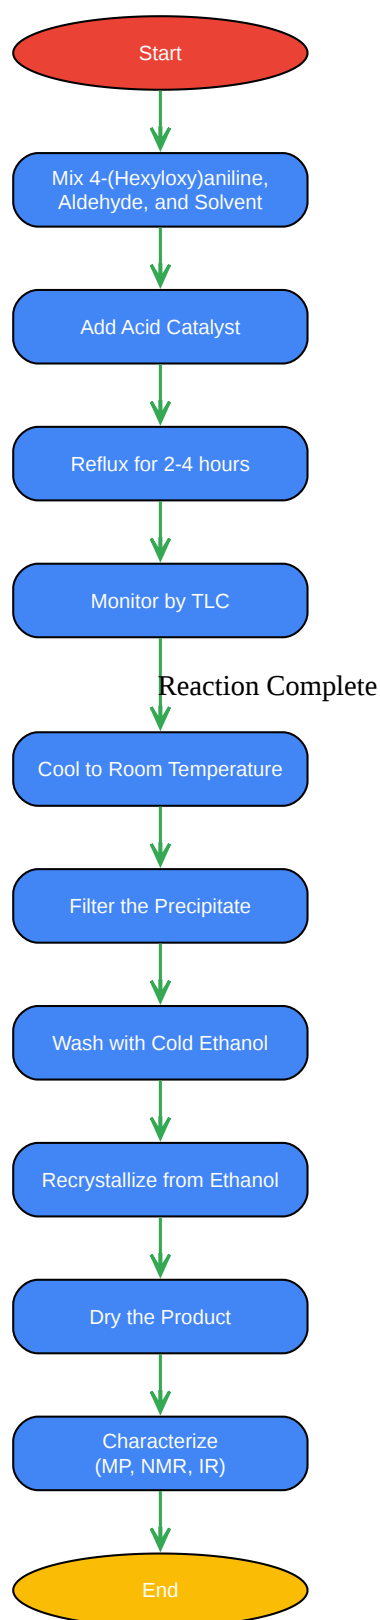 Start
Mix 4-(Hexyloxy)aniline,
Aldehyde, and Solvent
Add Acid Catalyst
Reflux for 2-4 hours
Monitor by TLC
Reaction Complete
Cool to Room Temperature
Filter the Precipitate
Wash with Cold Ethanol
Recrystallize from Ethanol
Dry the Product
Characterize
(MP, NMR, IR)
End